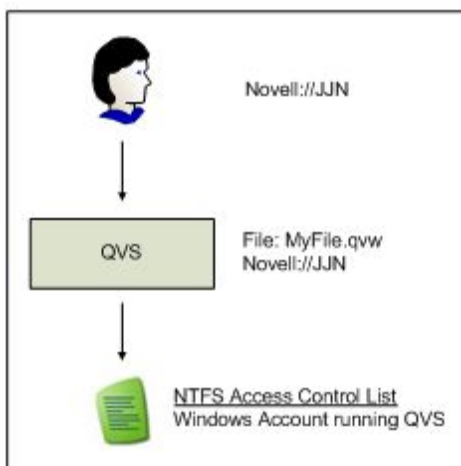 Novell://JJN
QVS
File: MyFile.qvw
Novell://JJN
NTFS Access Control List
Windows Account running QVS